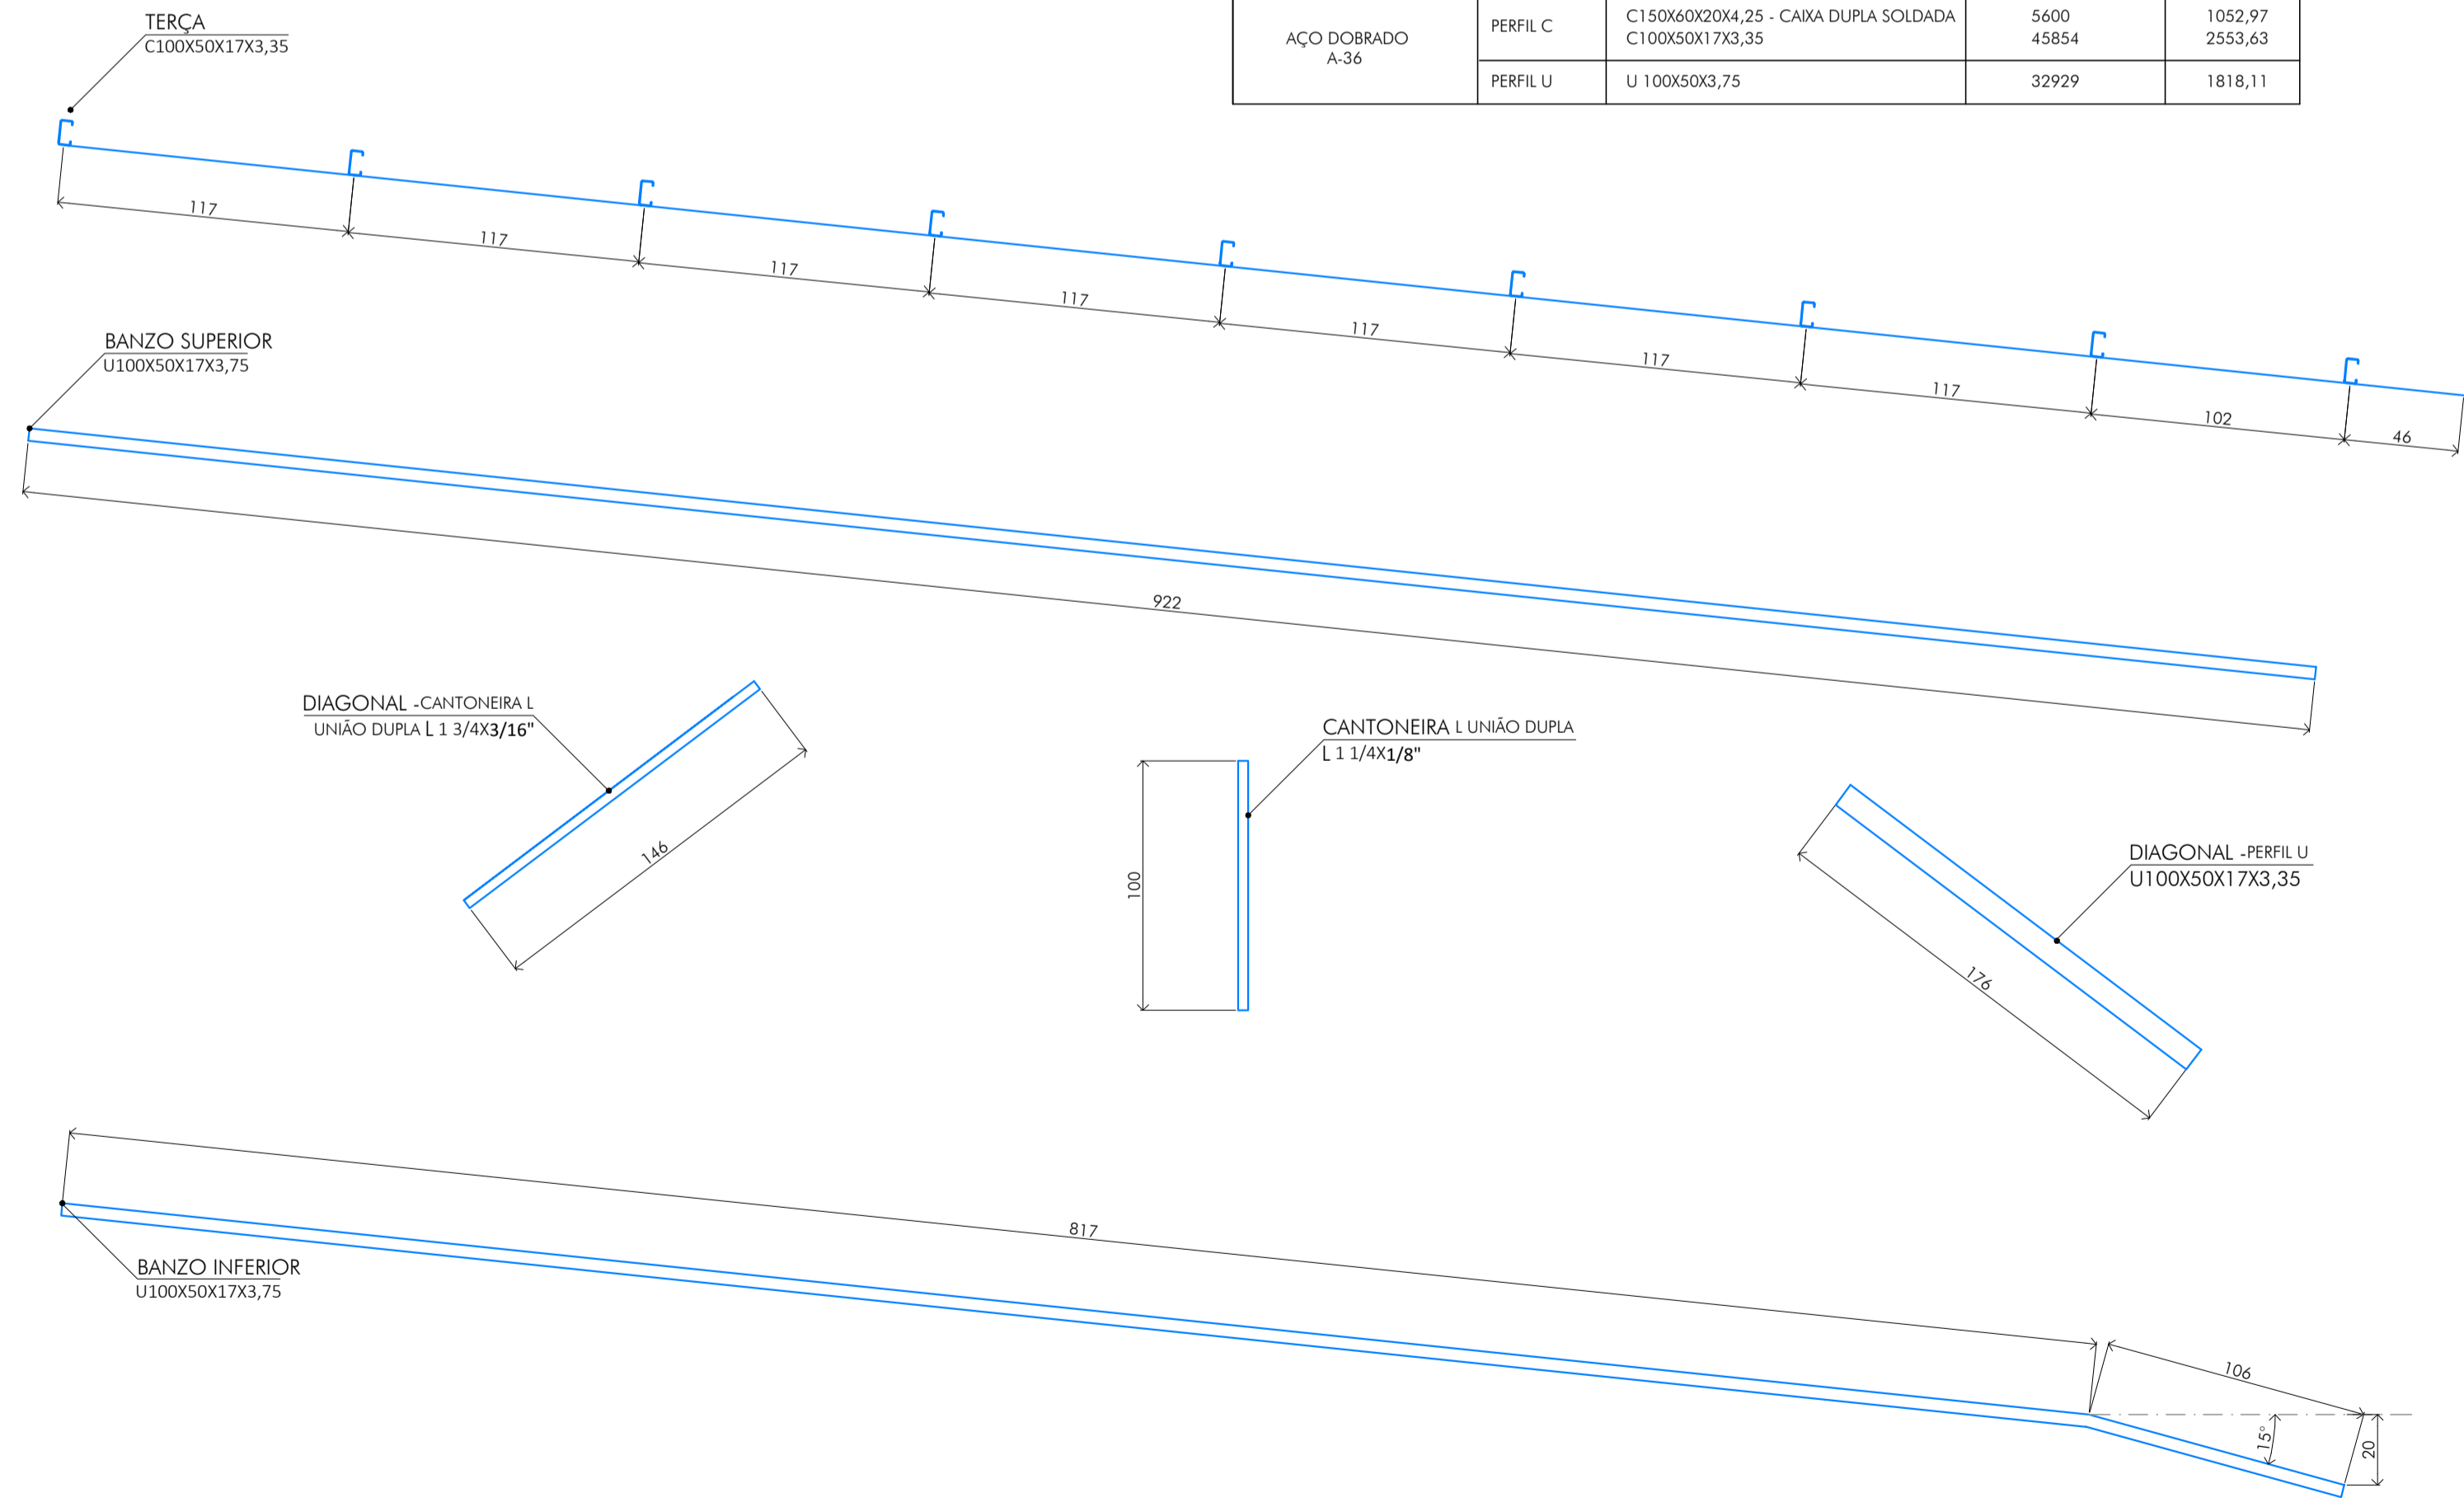 TERÇA
C100X50X17X3,35
AÇO DOBRADO
A-36
PERFIL C
C150X60X20X4,25 - CAIXA DUPLA SOLDADA 5600 1052,97
C100X50X17X3,35 45854 2553,63
PERFIL U U 100X50X3,75 32929 1818,11
117
117
117
117
117
117
117
102
46
BANZO SUPERIOR
U100X50X17X3,75
922
DIAGONAL -CANTONEIRA L
UNIÃO DUPLA L 1 3/4X3/16"
146
CANTONEIRA L UNIÃO DUPLA
L 1 1/4X1/8"
100
DIAGONAL -PERFIL U
U100X50X17X3,35
176
817
BANZO INFERIOR
U100X50X17X3,75
106
15°
20